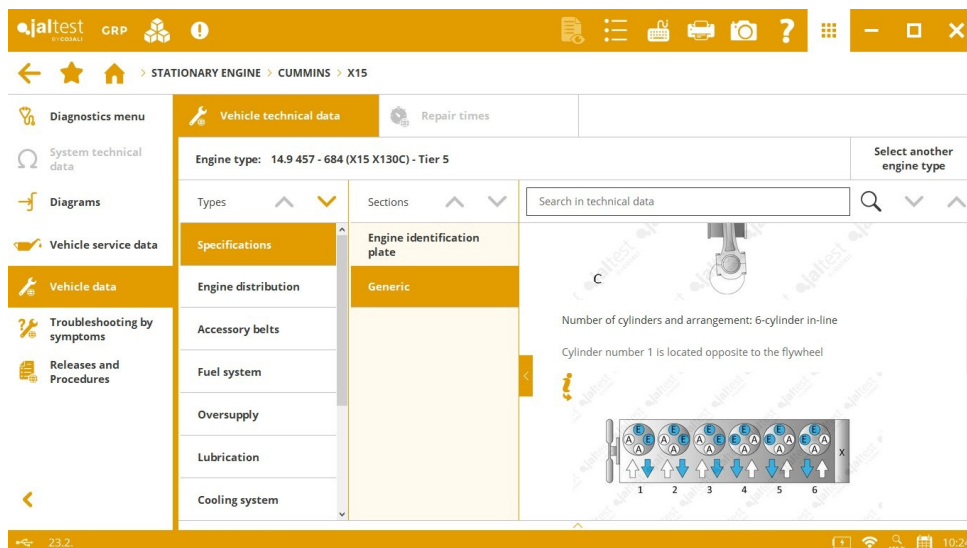 jaltest GRP
BY COJALI
> STATIONARY ENGINE > CUMMINS > X15
Diagnostics menu
System technical
data
Diagrams
Vehicle service data
Vehicle data
Troubleshooting by
symptoms
Releases and
Procedures
Vehicle technical data
Repair times
Engine type: 14.9 457 - 684 (X15 X130C) - Tier 5
Select another
engine type
Types
Sections
Search in technical data
Specifications
Engine distribution
Accessory belts
Fuel system
Oversupply
Lubrication
Cooling system
Engine identification
plate
Generic
C
Number of cylinders and arrangement: 6-cylinder in-line
Cylinder number 1 is located opposite to the flywheel
X
1 2 3 4 5 6
23.2.
10:24